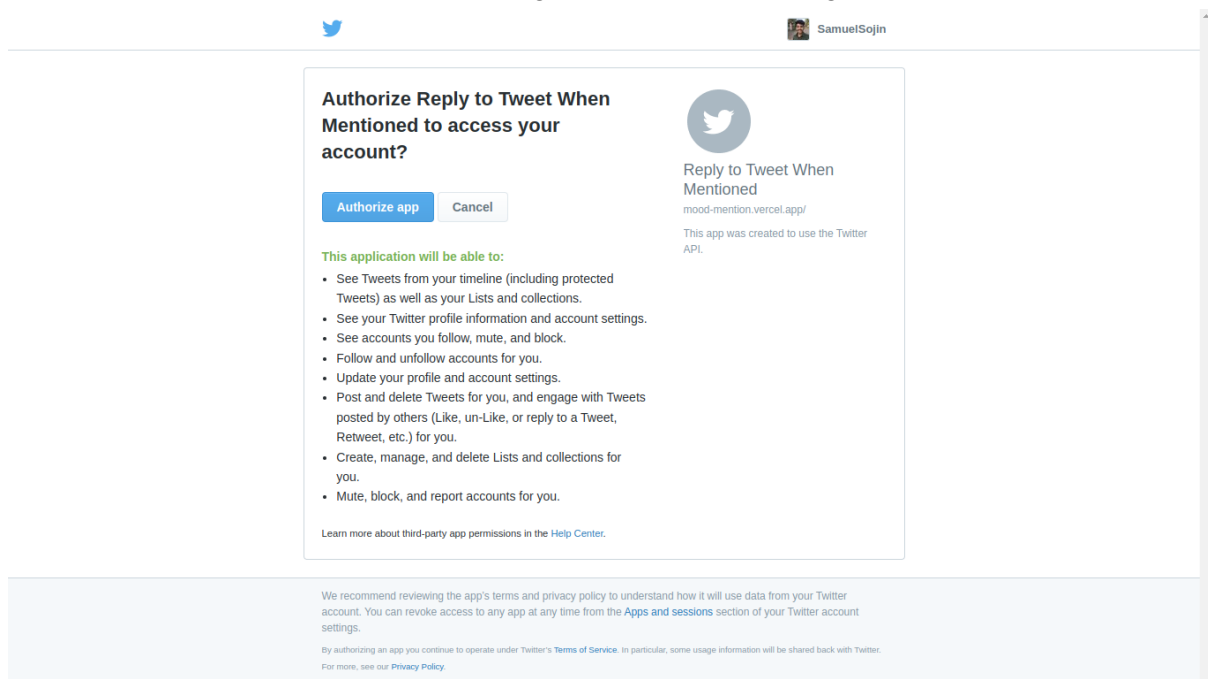 SamuelSojin
Authorize Reply to Tweet When
Mentioned to access your
account?
Authorize app
Cancel
This application will be able to:
• See Tweets from your timeline (including protected
Tweets) as well as your Lists and collections.
• See your Twitter profile information and account settings.
• See accounts you follow, mute, and block.
• Follow and unfollow accounts for you.
• Update your profile and account settings.
• Post and delete Tweets for you, and engage with Tweets
posted by others (Like, un-Like, or reply to a Tweet,
Retweet, etc.) for you.
• Create, manage, and delete Lists and collections for
you.
• Mute, block, and report accounts for you.
Learn more about third-party app permissions in the Help Center.
Reply to Tweet When
Mentioned
mood-mention.vercel.app/
This app was created to use the Twitter
API.
We recommend reviewing the app's terms and privacy policy to understand how it will use data from your Twitter
account. You can revoke access to any app at any time from the Apps and sessions section of your Twitter account
settings.
By authorizing an app you continue to operate under Twitter's Terms of Service. In particular, some usage information will be shared back with Twitter.
For more, see our Privacy Policy.